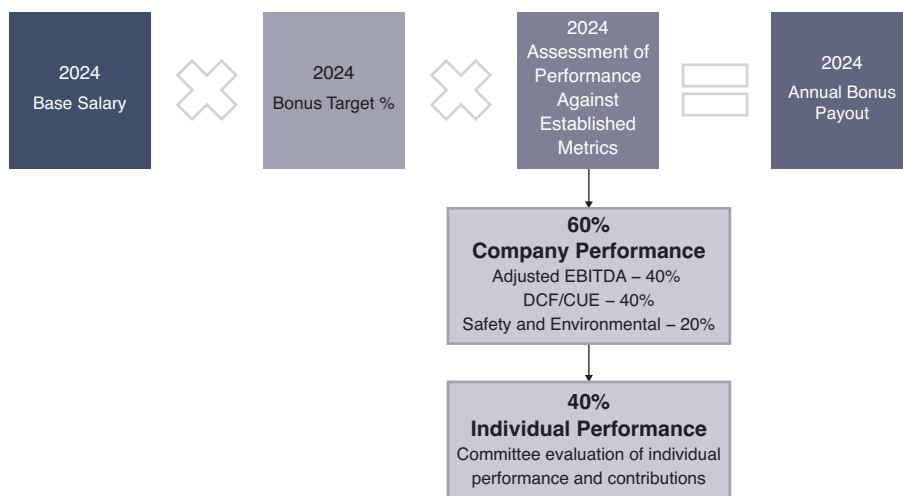 2024
Base Salary
2024
Bonus Target %
2024
Assessment of
Performance
Against
Established
Metrics
2024
Annual Bonus
Payout
60%
Company Performance
Adjusted EBITDA – 40%
DCF/CUE – 40%
Safety and Environmental – 20%
40%
Individual Performance
Committee evaluation of individual
performance and contributions